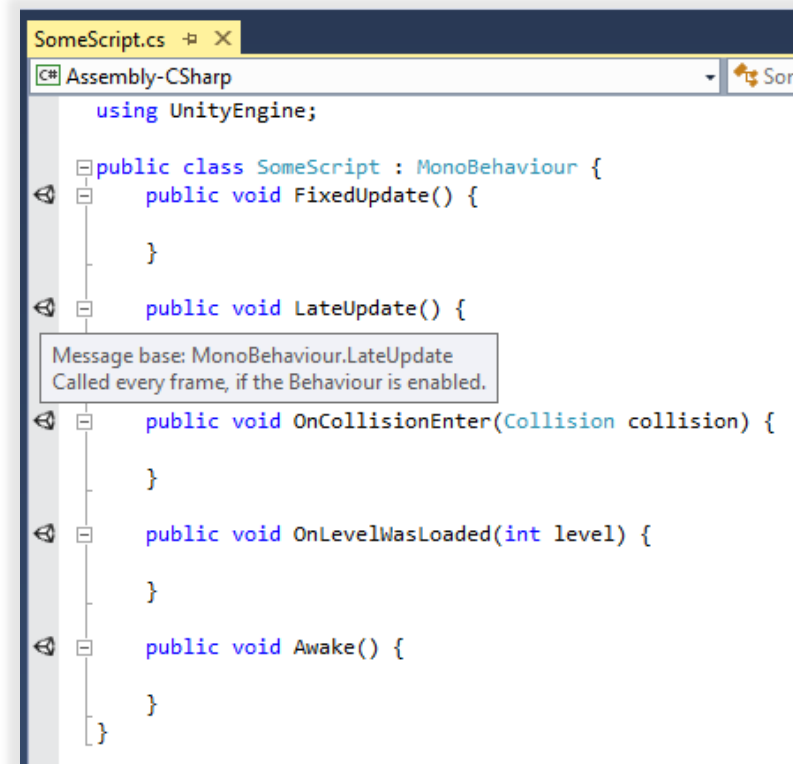 SomeScript.cs
C# Assembly-CSharp
using UnityEngine;
public class SomeScript : MonoBehaviour {
public void FixedUpdate() {
}
public void LateUpdate() {
Message base: MonoBehaviour.LateUpdate
Called every frame, if the Behaviour is enabled.
public void OnCollisionEnter(Collision collision) {
}
public void OnLevelWasLoaded(int level) {
}
public void Awake() {
}
}